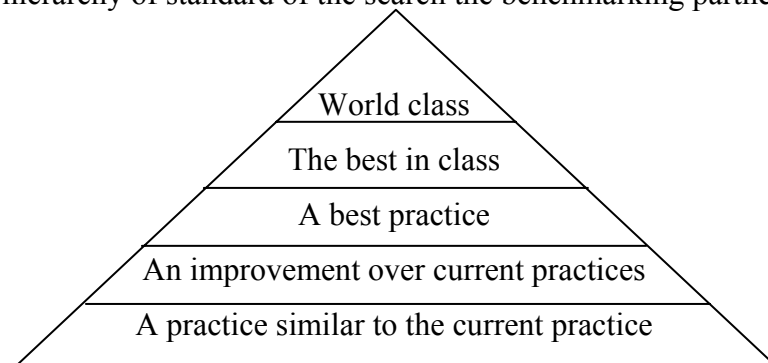 hierarchy of standard of the search the benchmarking
World class
The best in class
A best practice
An improvement over current practices
A practice similar to the current practice